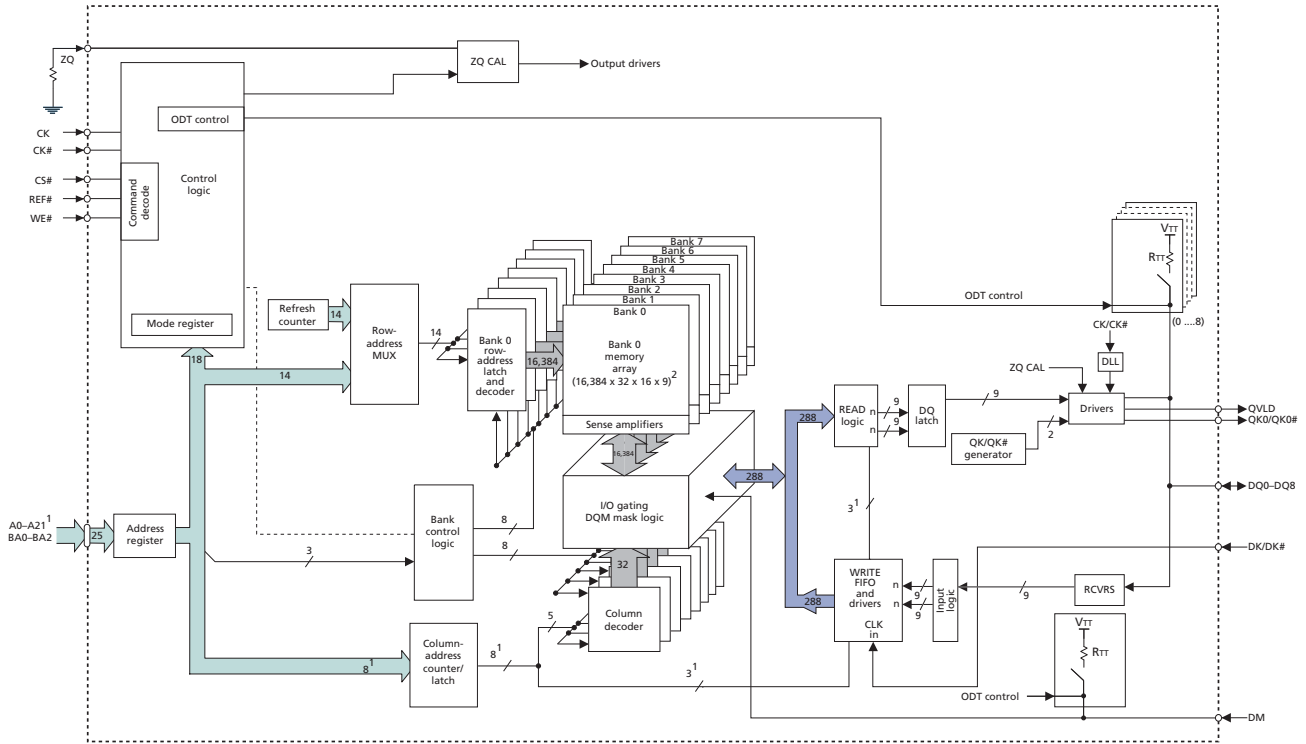 ZQ
ZQ CAL
Output drivers
ODT control
CK
CK#
CS#
REF#
WE#
Command
decode
Control
logic
Mode register
18
Refresh
counter
14
14
Row-
address
MUX
14
Bank 0
row-
address
latch
and
decoder
16,384
Bank 7
Bank 6
Bank 5
Bank 4
Bank 3
Bank 2
Bank 1
Bank 0
Bank 0
memory
array
(16,384 x 32 x 16 x 9)2
Sense amplifiers
16,384
I/O gating
DQM mask logic
32
Column
decoder
5
A0–A211
BA0–BA2
25
Address
register
3
Bank
control
logic
8
8
81
Column-
address
counter/
latch
81
31
288
288
288
READ
logic
n
n
9
9
DQ
latch
9
QK/QK#
generator
2
ZQ CAL
CK/CK#
DLL
Drivers
ODT control
VTT
RTT
(0 ....8)
QVLD
QK0/QK0#
DQ0–DQ8
DK/DK#
31
WRITE
FIFO
and
drivers
CLK
in
n
n
9
9
Input
logic
9
RCVRS
VTT
RTT
ODT control
DM